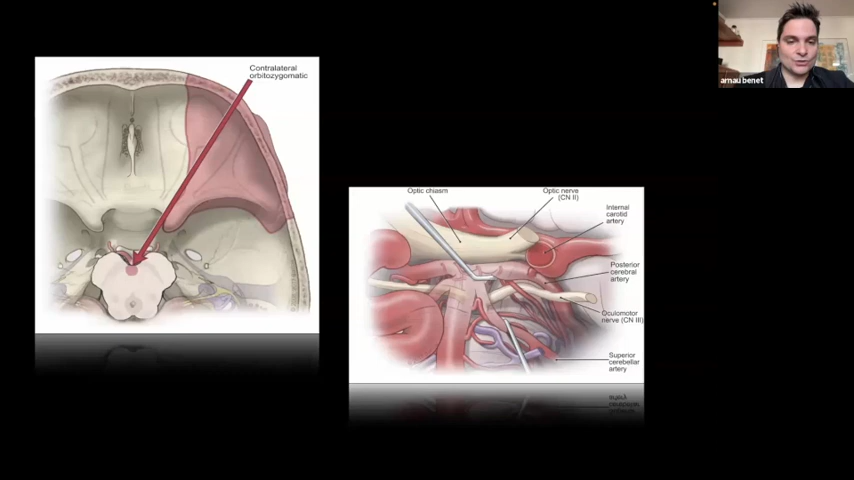 Contralateral
orbitozygomatic
arnau benet
Optic chiasm
Optic nerve
(CN II)
Internal
carotid
artery
Posterior
cerebral
artery
Oculomotor
nerve (CN III)
Superior
cerebellar
artery